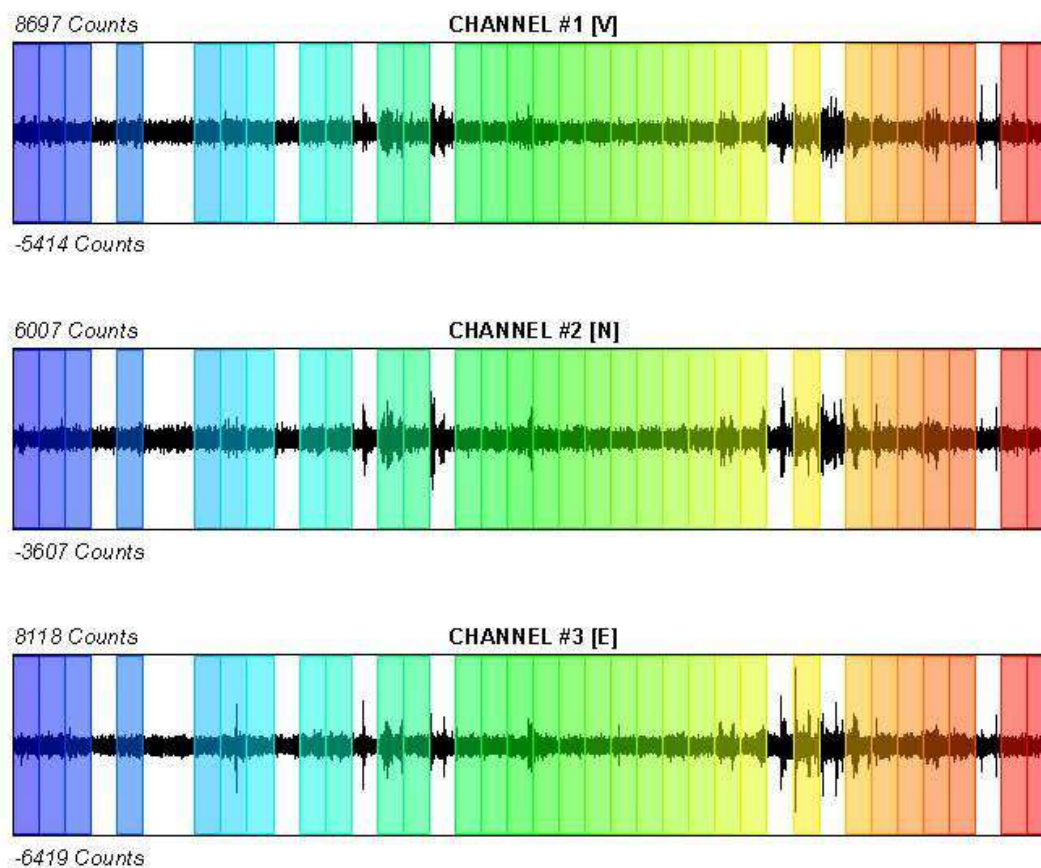 8697 Counts
CHANNEL #1 [V]
-5414 Counts
6007 Counts
CHANNEL #2 [N]
-3607 Counts
8118 Counts
CHANNEL #3 [E]
-6419 Counts